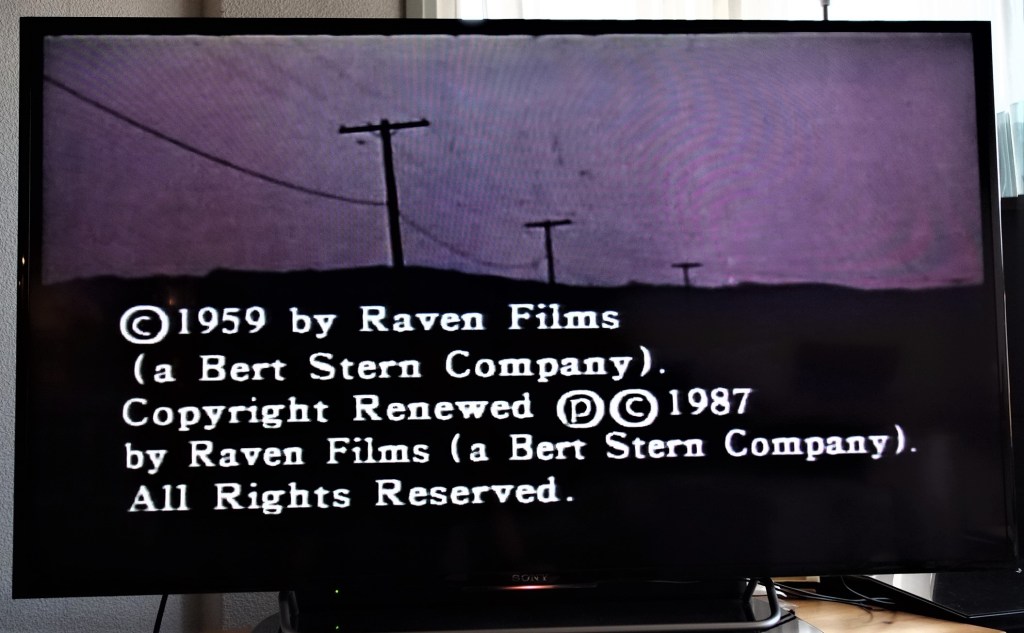 ©1959 by Raven Films
(a Bert Stern Company).
Copyright Renewed ℗©1987
by Raven Films (a Bert Stern Company).
All Rights Reserved.
SONY